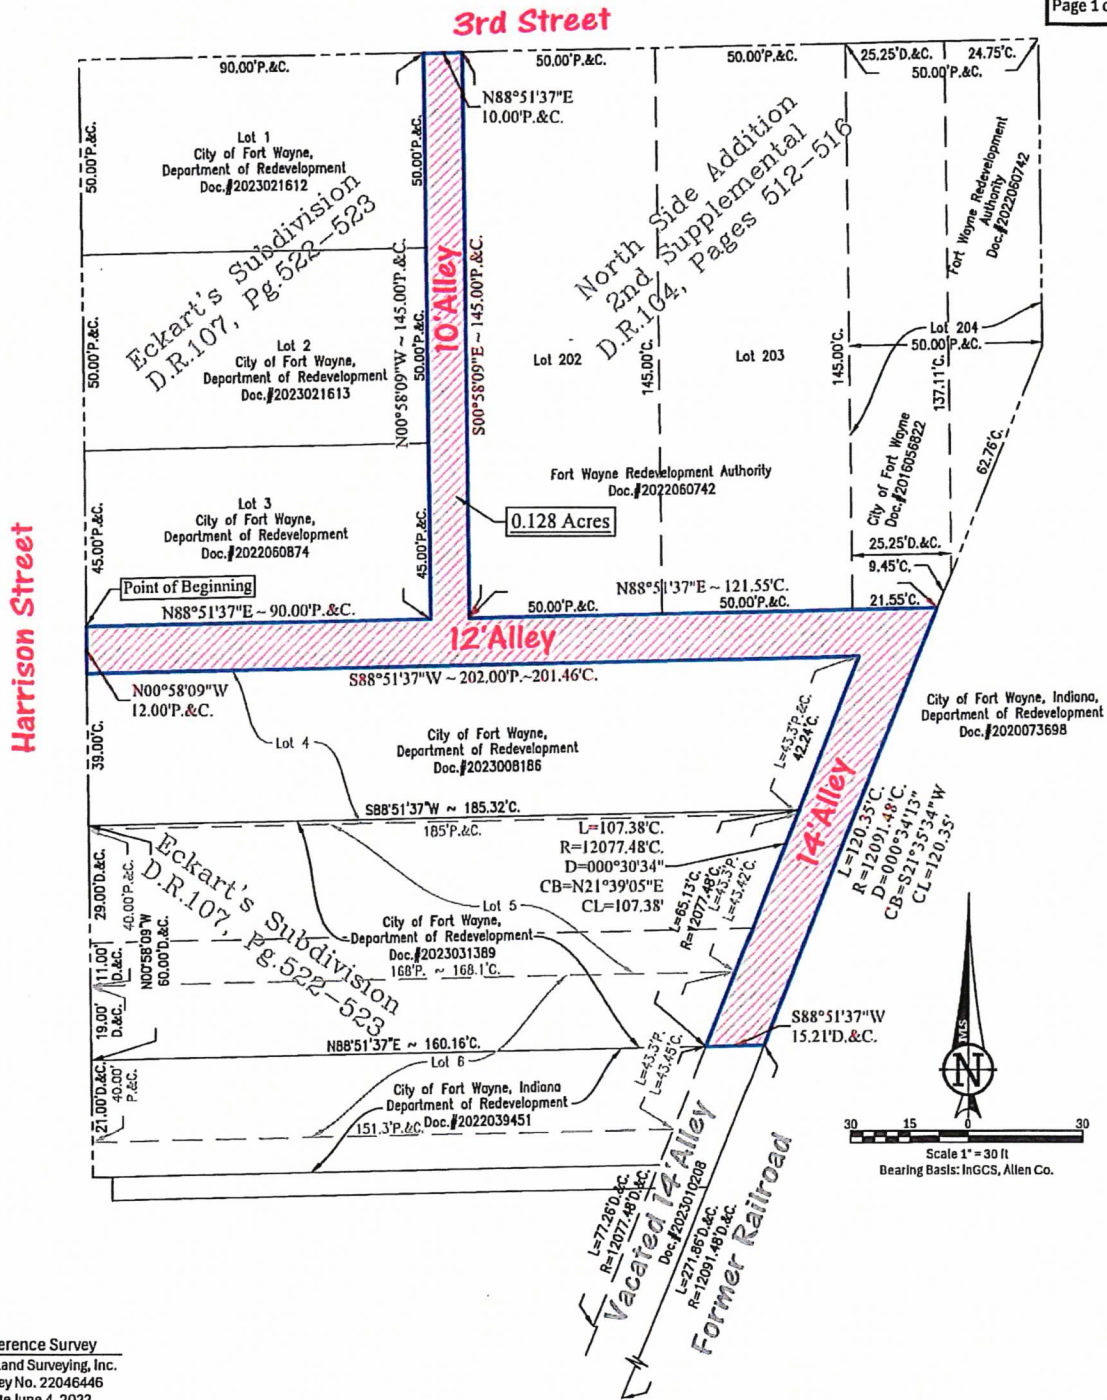 Page 1 o
3rd Street
90.00'P.&C.
50.00'P.&C.
50.00'P.&C.
25.25'D.&C.
24.75'C.
50.00'P.&C.
N88°51'37"E
10.00'P.&C.
50.00'P.&C.
Lot 1
City of Fort Wayne,
Department of Redevelopment
Doc.#2023021612
50.00'P.&C.
Eckart's Subdivision
D.R.107, Pg.522-523
North Side Addition
2nd Supplemental
D.R.104, Pages 512-516
Fort Wayne Redevelopment
Authority
Doc.#2022060742
50.00'P.&C.
Lot 2
City of Fort Wayne,
Department of Redevelopment
Doc.#2023021613
N00°58'09"W ~ 145.00'P.&C.
50.00'P.&C.
10'Alley
S00°58'09"E ~ 145.00'P.&C.
Lot 202
145.00'C.
Lot 203
145.00'C.
Lot 204
50.00'P.&C.
137.11'C.
62.76'C.
Fort Wayne Redevelopment Authority
Doc.#2022060742
City of Fort Wayne
Doc.#2016056822
45.00'P.&C.
Lot 3
City of Fort Wayne,
Department of Redevelopment
Doc.#2022060874
45.00'P.&C.
0.128 Acres
25.25'D.&C.
9.45'C.
Harrison Street
Point of Beginning
N88°51'37"E ~ 90.00'P.&C.
N88°51'37"E ~ 121.55'C.
50.00'P.&C.
50.00'P.&C.
21.55'C.
12'Alley
S88°51'37"W ~ 202.00'P.~201.46'C.
N00°58'09"W
12.00'P.&C.
City of Fort Wayne, Indiana,
Department of Redevelopment
Doc.#2020073698
39.00'C.
Lot 4
City of Fort Wayne,
Department of Redevelopment
Doc.#2023008186
L=43.3'P.&C.
42.24'C.
14'Alley
S88°51'37"W ~ 185.32'C.
185'P.&C.
L=107.38'C.
R=12077.48'C.
D=000°30'34"
CB=N21°39'05"E
CL=107.38'
L=120.35'C.
R=12091.48'C.
D=000°34'13"
CB=S21°35'34"W
CL=120.35'
L=65.13'C.
R=12077.48'C.
L=43.3'P.
L=43.42'C.
Eckart's Subdivision
D.R.107, Pg.522-523
29.00'D.&C.
40.00'P.&C.
N00°58'09"W
60.00'D.&C.
11.00'
D.&C.
19.00'
D.&C.
Lot 5
City of Fort Wayne,
Department of Redevelopment
Doc.#2023031389
168'P. ~ 168.1'C.
S88°51'37"W
15.21'D.&C.
N88°51'37"E ~ 160.16'C.
L=43.3'P.
L=43.45'C.
Lot 6
21.00'D.&C.
40.00'
P.&C.
City of Fort Wayne, Indiana
Department of Redevelopment
Doc.#2022039451
151.3'P.&C.
L=77.26'D.&C.
R=12077.48'D.&C.
Vacated 14'Alley
Doc.#2023010208
L=271.86'D.&C.
R=12091.48'D.&C.
Former Railroad
N
30
15
0
30
Scale 1" = 30 ft
Bearing Basis: InGCS, Allen Co.
erence Survey
and Surveying, Inc.
ey No. 22046446
te June 4, 2022